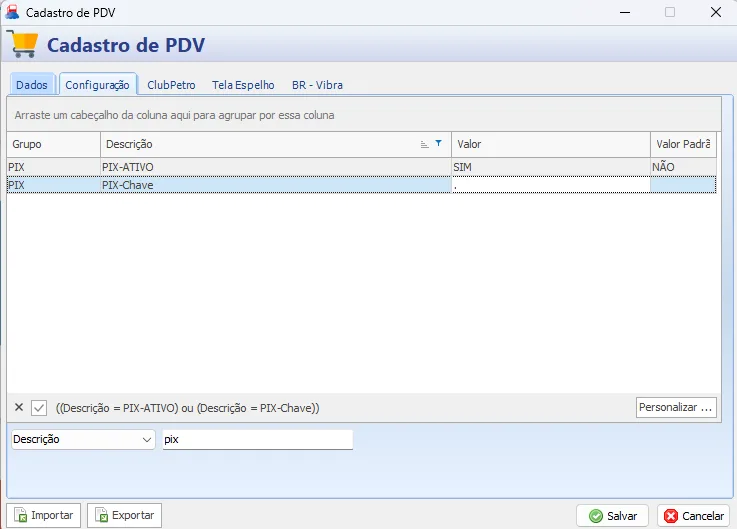 Cadastro de PDV
Cadastro de PDV
Dados Configuração ClubPetro Tela Espelho BR - Vibra
Arraste um cabeçalho da coluna aqui para agrupar por essa coluna
Grupo Descrição Valor Valor Padrã
PIX PIX-ATIVO SIM NÃO
PIX PIX-Chave .
((Descrição = PIX-ATIVO) ou (Descrição = PIX-Chave)) Personalizar ...
Descrição pix
Importar Exportar Salvar Cancelar